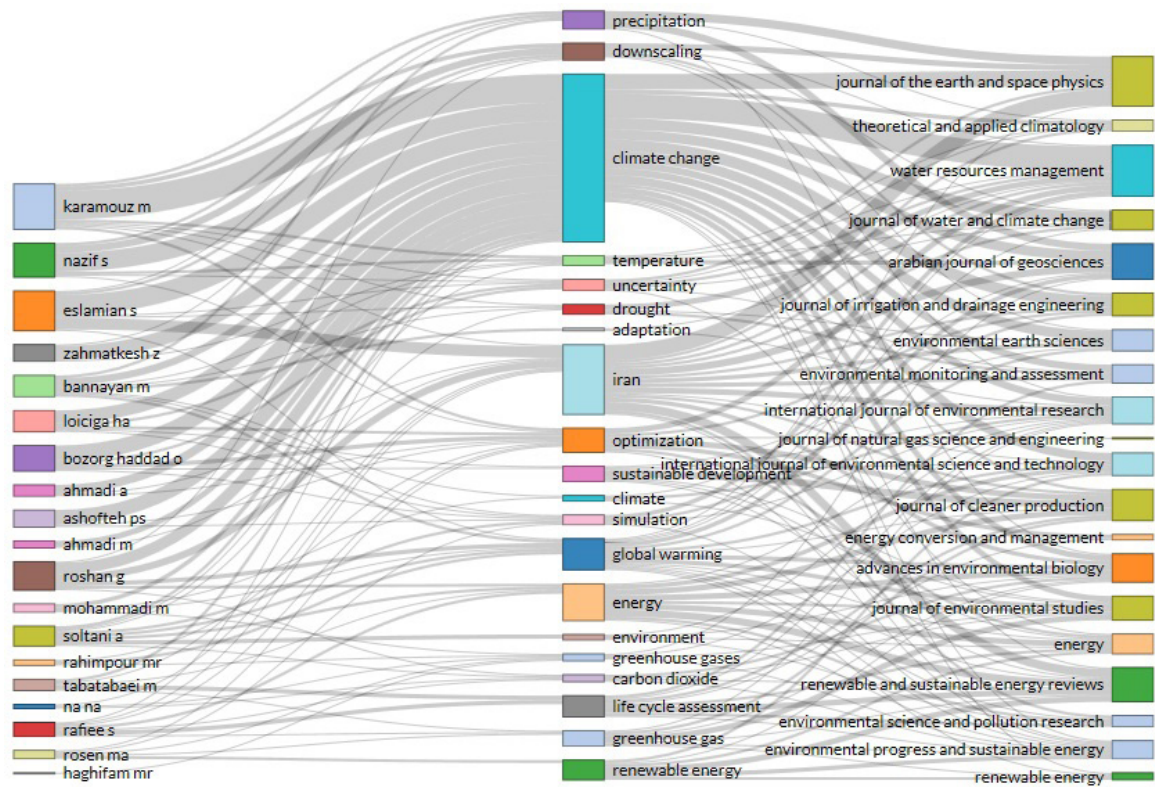 karamouz m
nazif s
eslamian s
zahmatkesh z
bannayan m
loiciga ha
bozorg haddad o
ahmadi a
ashofteh ps
ahmadi m
roshan g
mohammadi m
soltani a
rahimpour mr
tabatabaei m
na na
rafiee s
rosen ma
haghifam mr
precipitation
downscaling
climate change
temperature
uncertainty
drought
adaptation
iran
optimization
sustainable development
climate
simulation
global warming
energy
environment
greenhouse gases
carbon dioxide
life cycle assessment
greenhouse gas
renewable energy
journal of the earth and space physics
theoretical and applied climatology
water resources management
journal of water and climate change
arabian journal of geosciences
journal of irrigation and drainage engineering
environmental earth sciences
environmental monitoring and assessment
international journal of environmental research
journal of natural gas science and engineering
international journal of environmental science and technology
journal of cleaner production
energy conversion and management
advances in environmental biology
journal of environmental studies
energy
renewable and sustainable energy reviews
environmental science and pollution research
environmental progress and sustainable energy
renewable energy